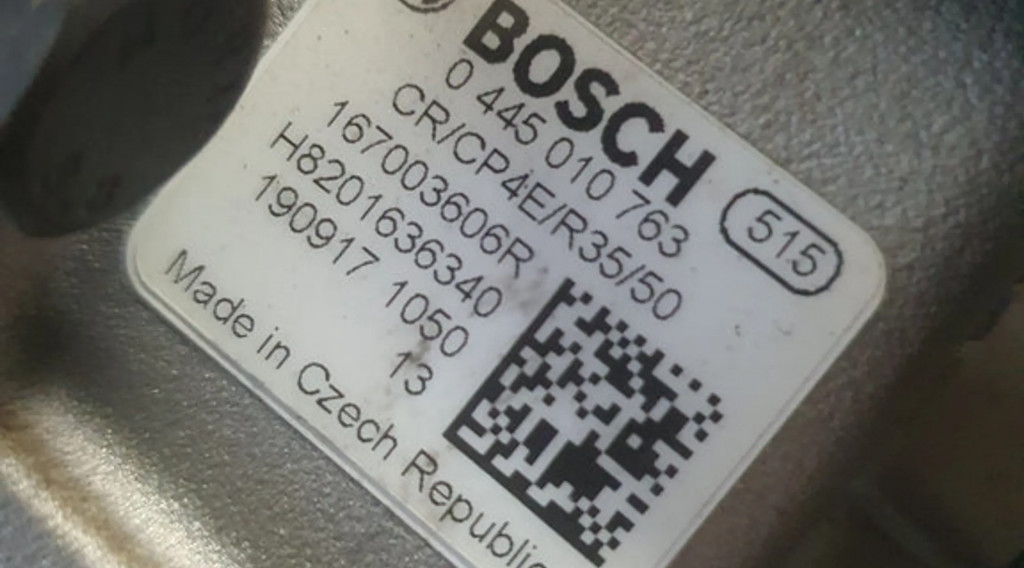 BOSCH
0 445 010 763
515
CR/CP4E/R35/50
167003606R
H8201636340
190917 1050
13
Made in Czech Republic